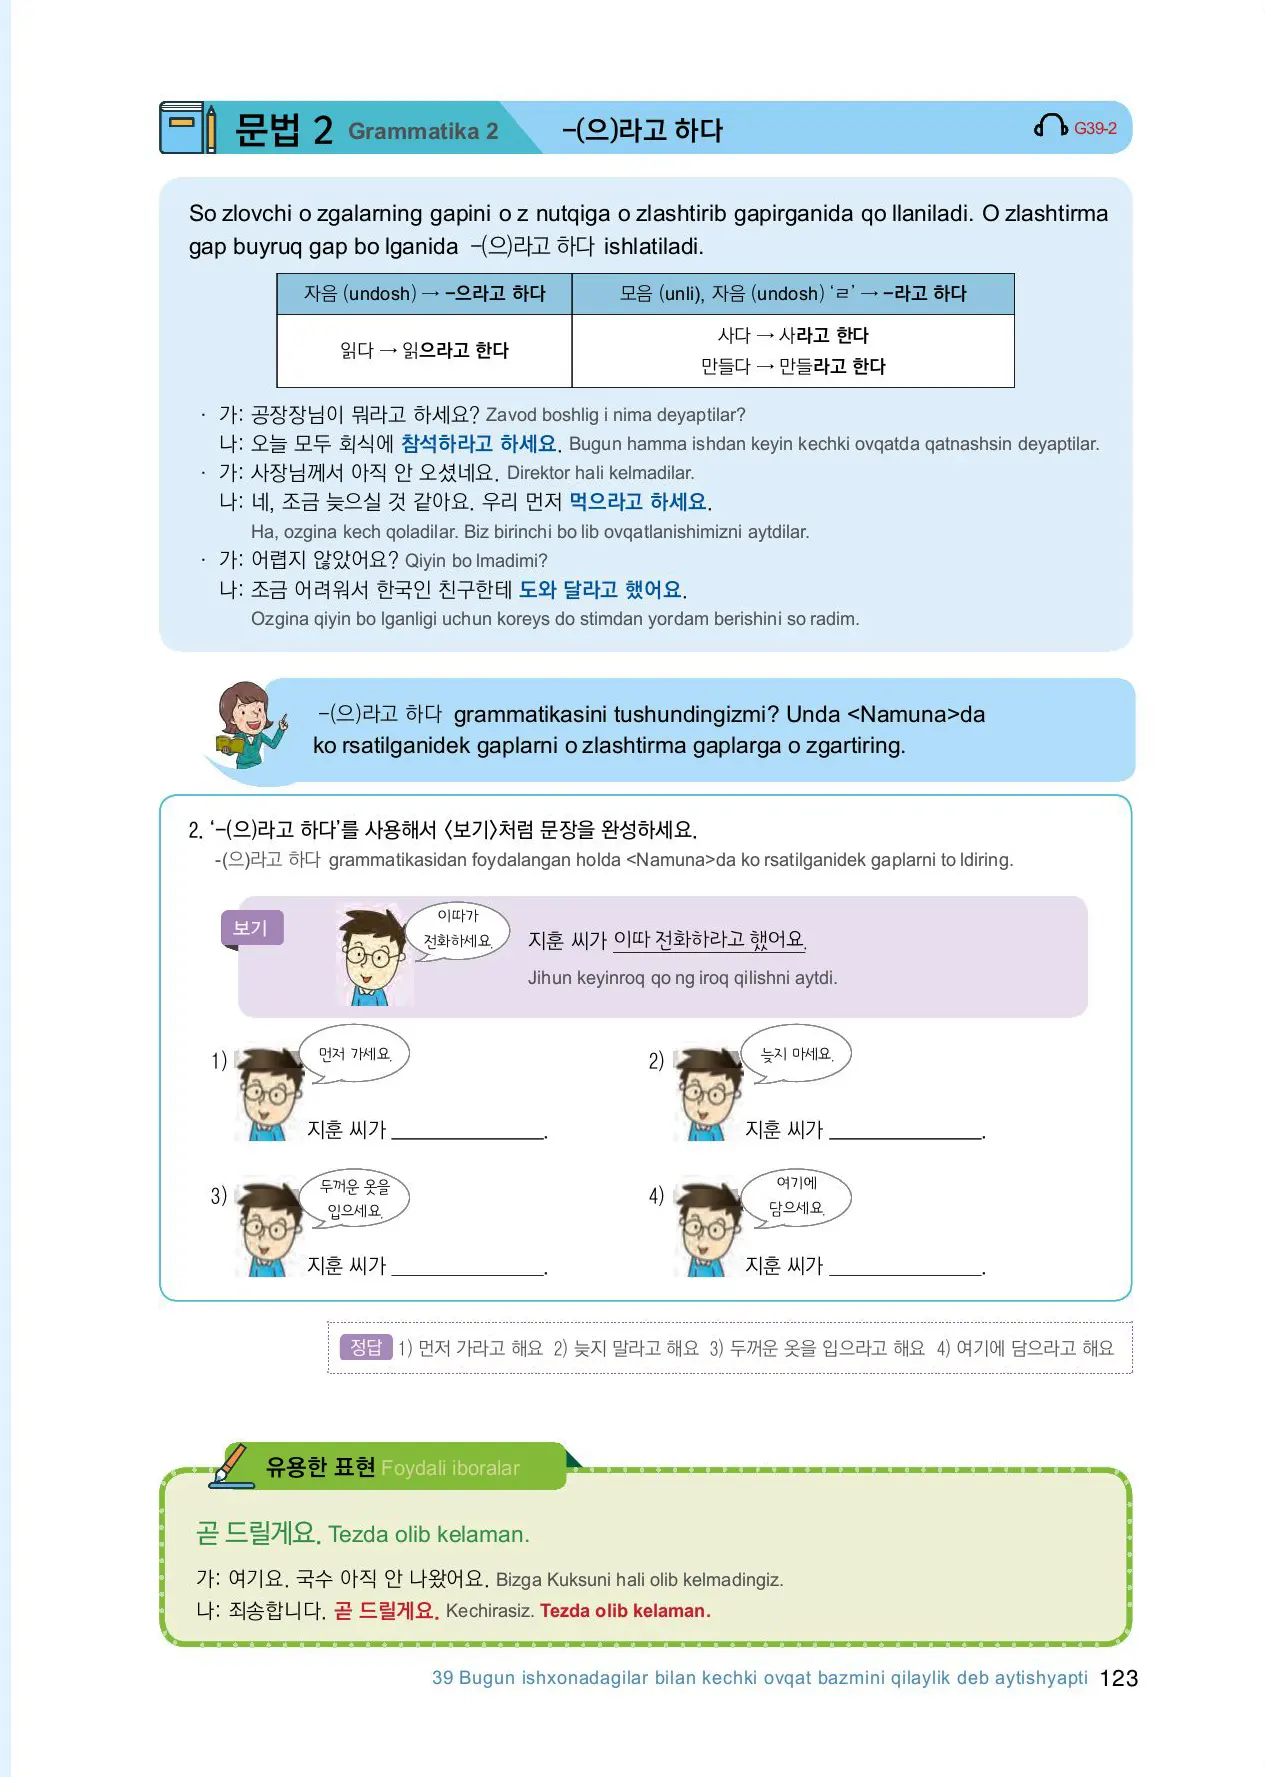 문법 2 Grammatika 2 -(으)라고 하다 G39-2
So zlovchi o zgalarning gapini o z nutqiga o zlashtirib gapirganida qo llaniladi. O zlashtirma
gap buyruq gap bo lganida -(으)라고 하다 ishlatiladi.
자음 (undosh) → -으라고 하다 모음 (unli), 자음 (undosh) ‘ㄹ’ → -라고 하다
읽다 → 읽으라고 한다
사다 → 사라고 한다
만들다 → 만들라고 한다
· 가: 공장장님이 뭐라고 하세요? Zavod boshlig i nima deyaptilar?
나: 오늘 모두 회식에 참석하라고 하세요. Bugun hamma ishdan keyin kechki ovqatda qatnashsin deyaptilar.
· 가: 사장님께서 아직 안 오셨네요. Direktor hali kelmadilar.
나: 네, 조금 늦으실 것 같아요. 우리 먼저 먹으라고 하세요.
Ha, ozgina kech qoladilar. Biz birinchi bo lib ovqatlanishimizni aytdilar.
· 가: 어렵지 않았어요? Qiyin bo lmadimi?
나: 조금 어려워서 한국인 친구한테 도와 달라고 했어요.
Ozgina qiyin bo lganligi uchun koreys do stimdan yordam berishini so radim.
-(으)라고 하다 grammatikasini tushundingizmi? Unda <Namuna>da
ko rsatilganidek gaplarni o zlashtirma gaplarga o zgartiring.
2. ‘-(으)라고 하다’를 사용해서 〈보기〉처럼 문장을 완성하세요.
-(으)라고 하다 grammatikasidan foydalangan holda <Namuna>da ko rsatilganidek gaplarni to ldiring.
보기
이따가
전화하세요.
지훈 씨가 이따 전화하라고 했어요.
Jihun keyinroq qo ng iroq qilishni aytdi.
1) 먼저 가세요.
지훈 씨가 ______________.
2) 늦지 마세요.
지훈 씨가 ______________.
3) 두꺼운 옷을
입으세요.
지훈 씨가 ______________.
4) 여기에
담으세요.
지훈 씨가 ______________.
정답 1) 먼저 가라고 해요 2) 늦지 말라고 해요 3) 두꺼운 옷을 입으라고 해요 4) 여기에 담으라고 해요
유용한 표현 Foydali iboralar
곧 드릴게요. Tezda olib kelaman.
가: 여기요. 국수 아직 안 나왔어요. Bizga Kuksuni hali olib kelmadingiz.
나: 죄송합니다. 곧 드릴게요. Kechirasiz. Tezda olib kelaman.
39 Bugun ishxonadagilar bilan kechki ovqat bazmini qilaylik deb aytishyapti 123